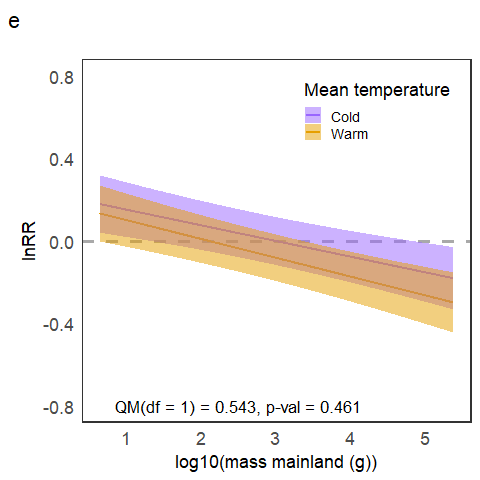 e
Mean temperature
Cold
Warm
0.8
0.4
0.0
-0.4
-0.8
lnRR
QM(df = 1) = 0.543, p-val = 0.461
1 2 3 4 5
log10(mass mainland (g))